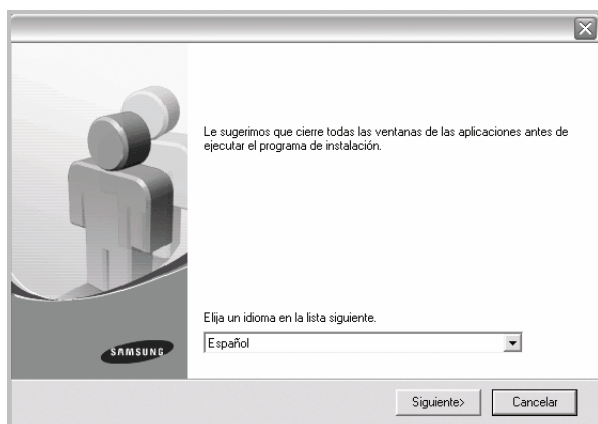 Le sugerimos que cierre todas las ventanas de las aplicaciones antes de
ejecutar el programa de instalación.
Elija un idioma en la lista siguiente.
Español
SAMSUNG
Siguiente>
Cancelar